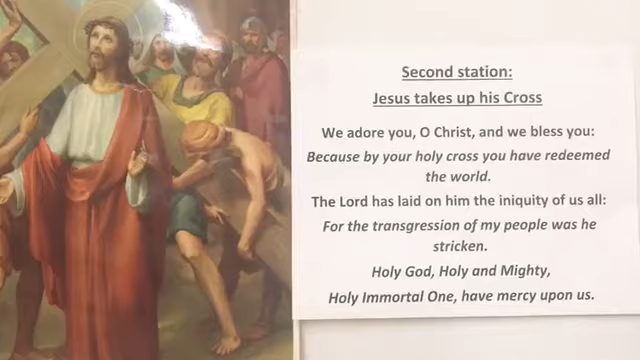 Second station:
Jesus takes up his Cross
We adore you, O Christ, and we bless you:
Because by your holy cross you have redeemed
the world.
The Lord has laid on him the iniquity of us all:
For the transgression of my people was he
stricken.
Holy God, Holy and Mighty,
Holy Immortal One, have mercy upon us.